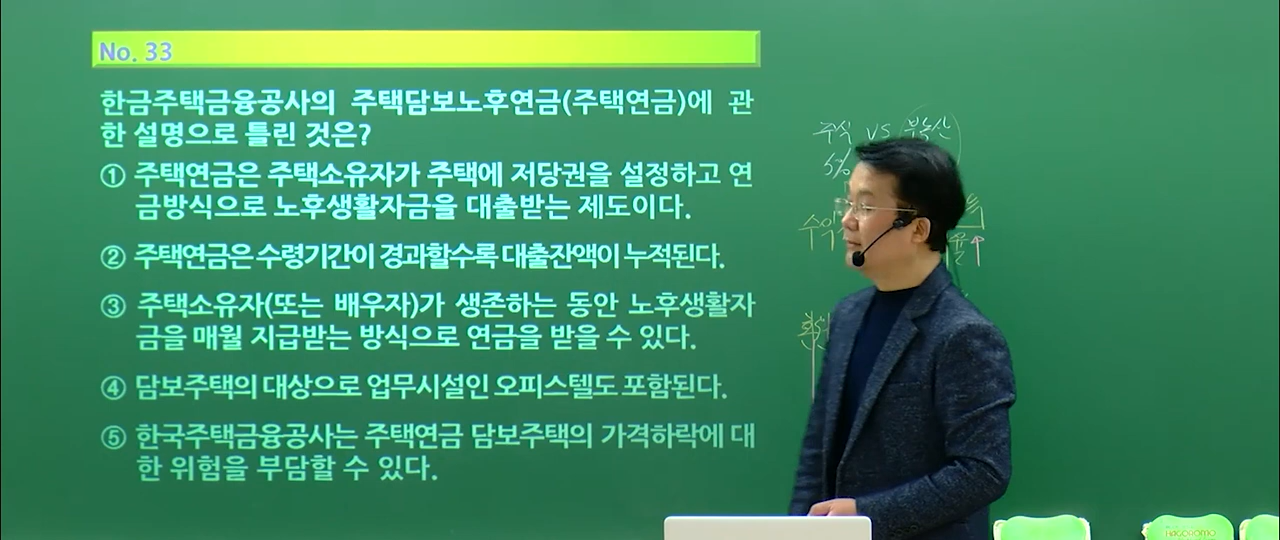 No. 33
한금주택금융공사의 주택담보노후연금(주택연금)에 관
한 설명으로 틀린 것은?
① 주택연금은 주택소유자가 주택에 저당권을 설정하고 연
금방식으로 노후생활자금을 대출받는 제도이다.
② 주택연금은 수령기간이 경과할수록 대출잔액이 누적된다.
③ 주택소유자(또는 배우자)가 생존하는 동안 노후생활자
금을 매월 지급받는 방식으로 연금을 받을 수 있다.
④ 담보주택의 대상으로 업무시설인 오피스텔도 포함된다.
⑤ 한국주택금융공사는 주택연금 담보주택의 가격하락에 대
한 위험을 부담할 수 있다.
주식 VS (부동산)
5%
수익
HAGOROMO